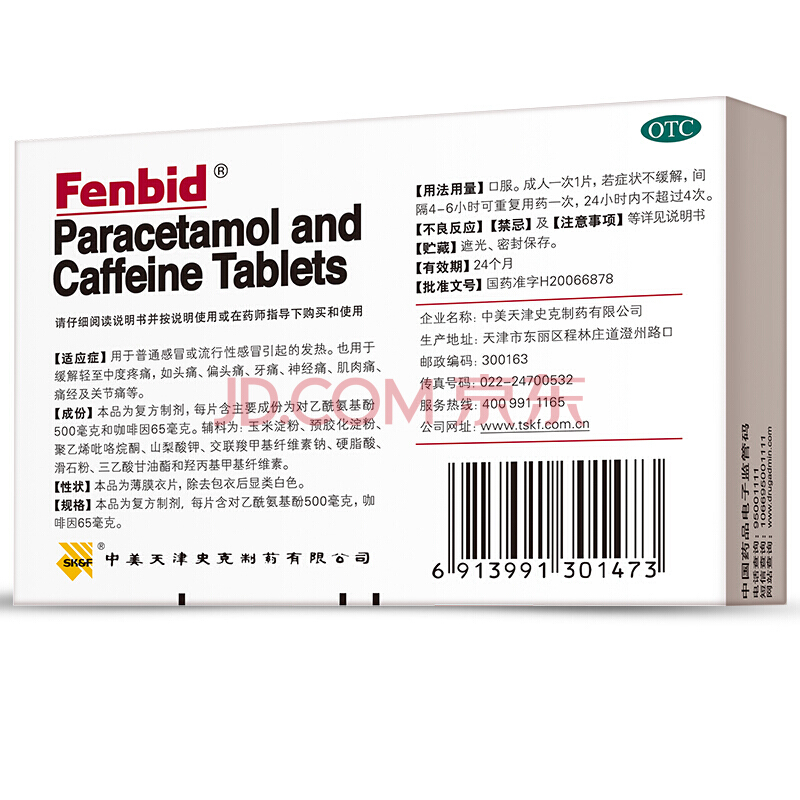 OTC
Fenbid®
Paracetamol and
Caffeine Tablets
请仔细阅读说明书并按说明使用或在药师指导下购买和使用
【适应症】用于普通感冒或流行性感冒引起的发热。也用于
缓解轻至中度疼痛，如头痛、偏头痛、牙痛、神经痛、肌肉痛、
痛经及关节痛等。
【成份】本品为复方制剂，每片含主要成份为对乙酰氨基酚
500毫克和咖啡因65毫克。辅料为：玉米淀粉、预胶化淀粉、
聚乙烯吡咯烷酮、山梨酸钾、交联羧甲基纤维素钠、硬脂酸、
滑石粉、三乙酸甘油酯和羟丙基甲基纤维素。
【性状】本品为薄膜衣片，除去包衣后显类白色。
【规格】本品为复方制剂，每片含对乙酰氨基酚500毫克，咖
啡因65毫克。
SK&F
® 中美天津史克制药有限公司
【用法用量】口服。成人一次1片，若症状不缓解，间
隔4-6小时可重复用药一次，24小时内不超过4次。
【不良反应】【禁忌】及【注意事项】等详见说明书
【贮藏】遮光、密封保存。
【有效期】24个月
【批准文号】国药准字H20066878
企业名称：中美天津史克制药有限公司
生产地址：天津市东丽区程林庄道澄州路口
邮政编码：300163
传真号码：022-24700532
服务热线：400 991 1165
公司网址：www.tskf.com.cn
6 913991 301473
中国药品电子监管码
电话查询：95001111
短信查询：106695001111
网站查询：www.drugadmin.com
JD.COM 京东